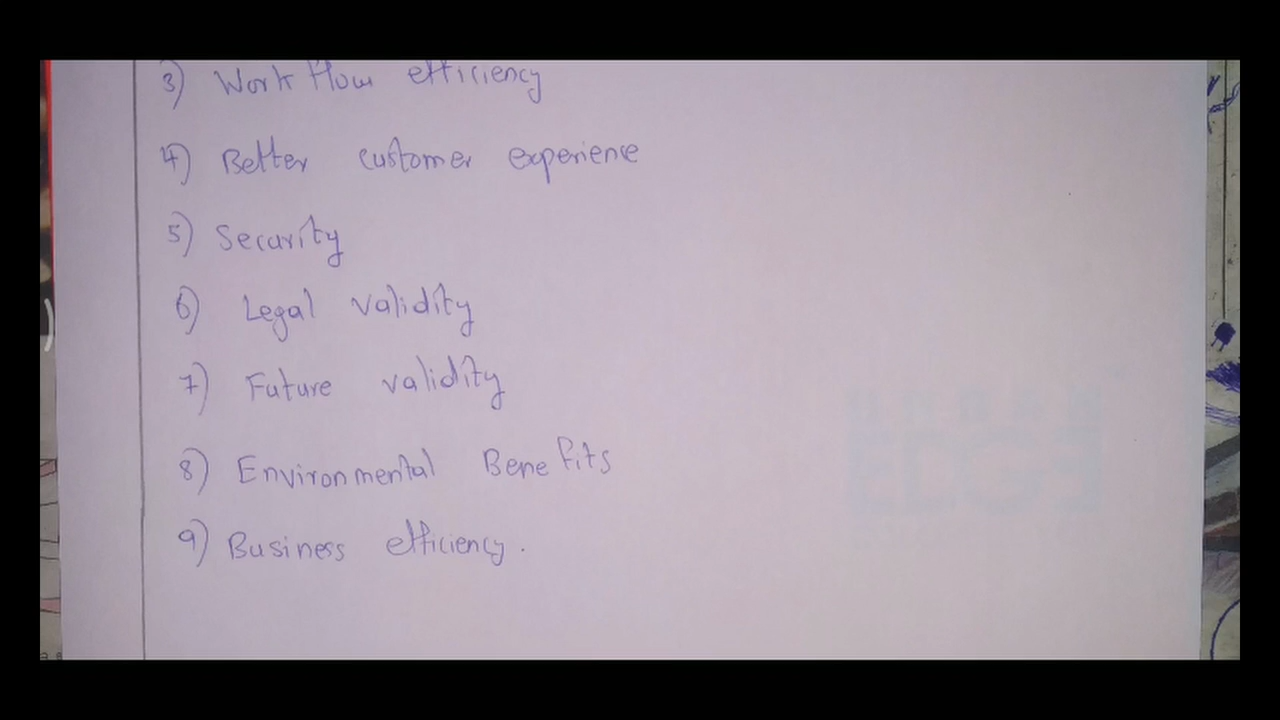 3) Work flow efficiency
4) Better customer experience
5) Security
6) Legal validity
7) Future validity
8) Environmental Benefits
9) Business efficiency.